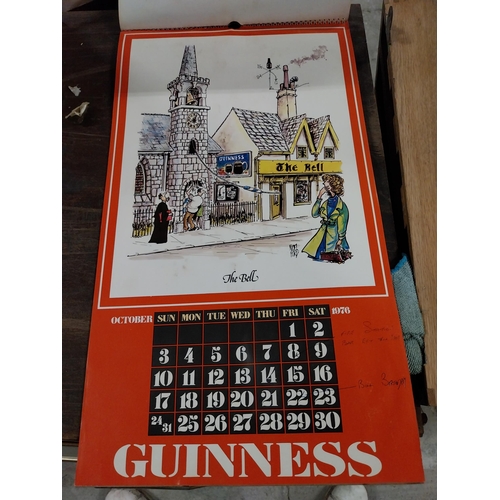 GUINNESS
The Bell
The Bell
OCTOBER SUN MON TUE WED THU FRI SAT 1976
1 2
3 4 5 6 7 8 9
10 11 12 13 14 15 16
17 18 19 20 21 22 23
24/31 25 26 27 28 29 30
GUINNESS